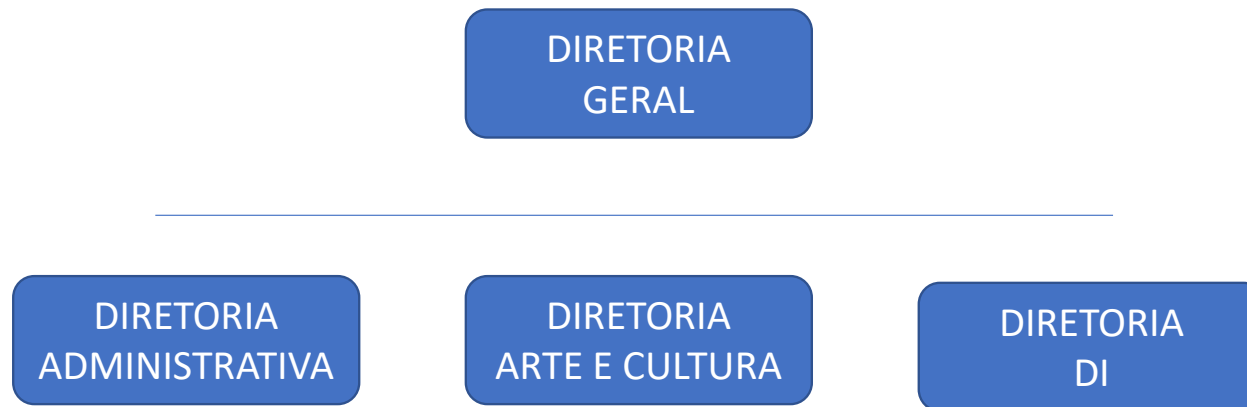 DIRETORIA
GERAL
DIRETORIA
ADMINISTRATIVA
DIRETORIA
ARTE E CULTURA
DIRETORIA
DI